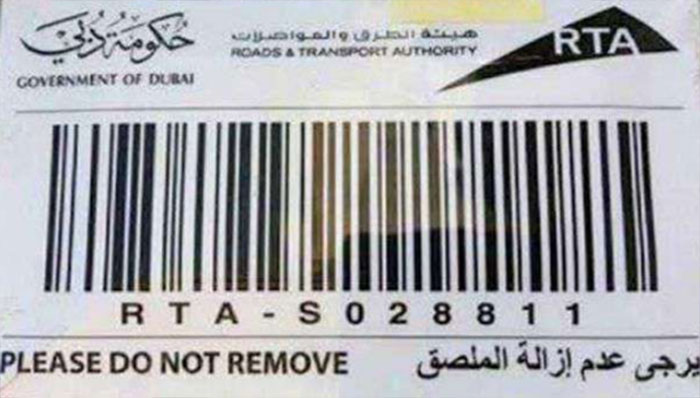 حكومة دبي
GOVERNMENT OF DUBAI
هيئة الطرق والمواصلات
ROADS & TRANSPORT AUTHORITY
RTA
RTA-S028811
PLEASE DO NOT REMOVE
يرجى عدم إزالة الملصق